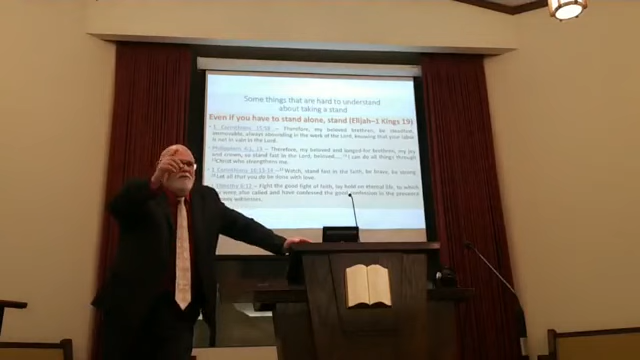 Some things that are hard to understand
about taking a stand
Even if you have to stand alone, stand (Elijah–1 Kings 19)
1 Corinthians 15:58 – Therefore, my beloved brethren, be steadfast,
immovable, always abounding in the work of the Lord, knowing that your labor
is not in vain in the Lord.
Philippians 4:1, 13 – Therefore, my beloved and longed-for brethren, my joy
and crown, so stand fast in the Lord, beloved.... 13 I can do all things through
Christ who strengthens me.
1 Corinthians 16:13-14 – 13 Watch, stand fast in the faith, be brave, be strong.
14 Let all that you do be done with love.
Timothy 6:12 – Fight the good fight of faith, lay hold on eternal life, to which
you were also called and have confessed the good confession in the presence
many witnesses.